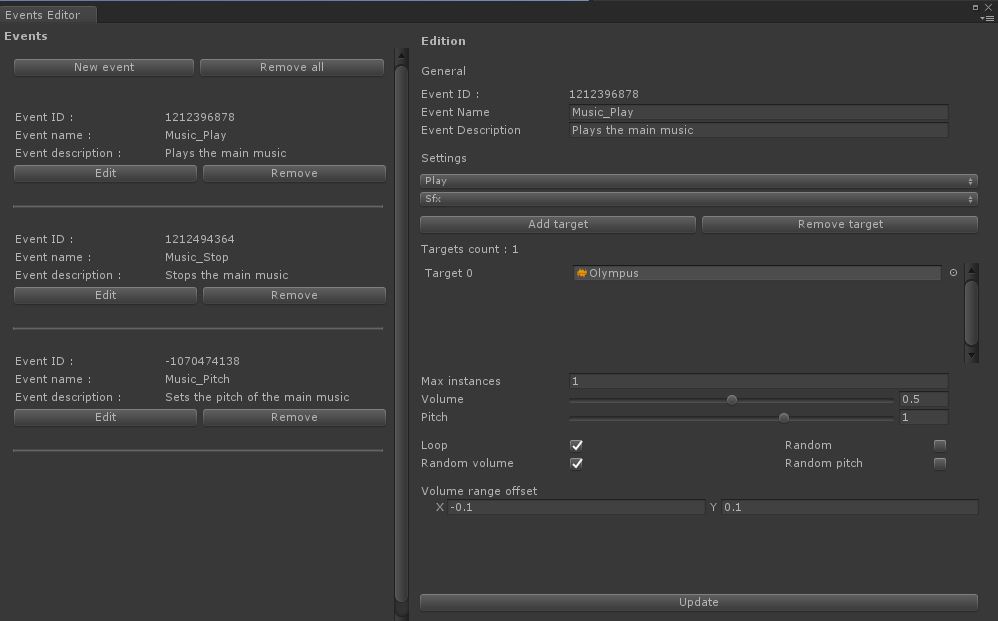 Events Editor
Events
New event
Remove all
Event ID : 1212396878
Event name : Music_Play
Event description : Plays the main music
Edit
Remove
Event ID : 1212494364
Event name : Music_Stop
Event description : Stops the main music
Edit
Remove
Event ID : -1070474138
Event name : Music_Pitch
Event description : Sets the pitch of the main music
Edit
Remove
Edition
General
Event ID : 1212396878
Event Name Music_Play
Event Description Plays the main music
Settings
Play
Sfx
Add target
Remove target
Targets count : 1
Target 0 Olympus
Max instances 1
Volume 0.5
Pitch 1
Loop Random
Random volume Random pitch
Volume range offset
X -0.1 Y 0.1
Update